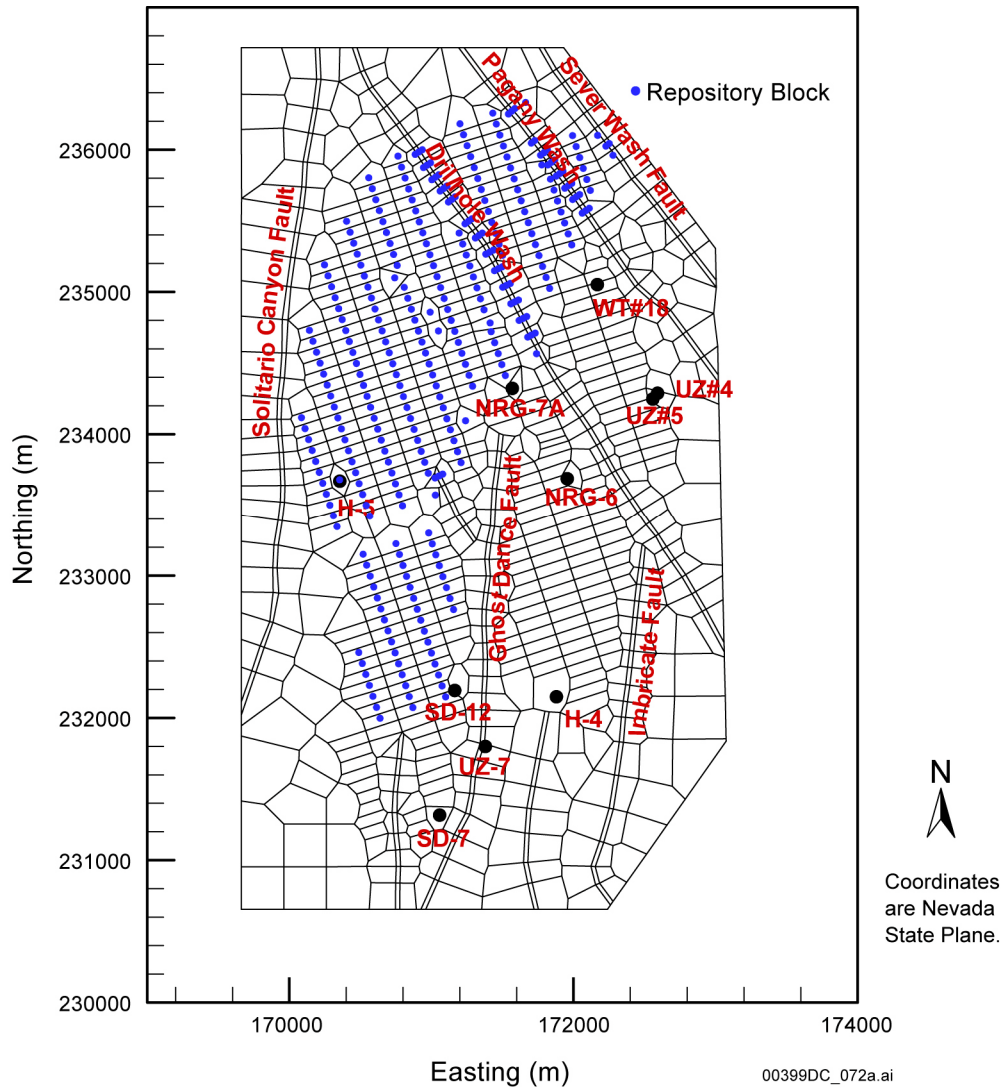 Repository Block
Sever Wash Fault
Pagany Wash
Drillhole Wash
Solitario Canyon Fault
WT#18
UZ#4
UZ#5
NRG-7A
H-5
NRG-6
Ghost Dance Fault
Imbricate Fault
SD-12
H-4
UZ-7
SD-7
236000
235000
234000
233000
232000
231000
230000
Northing (m)
170000
172000
174000
Easting (m)
N
Coordinates
are Nevada
State Plane.
00399DC_072a.ai